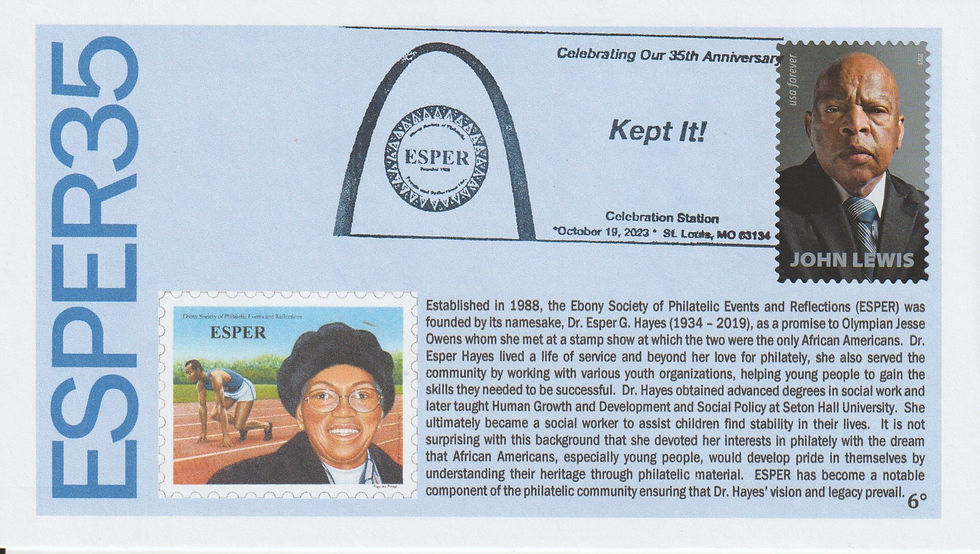 ESPER35
Celebrating Our 35th Anniversary
Kept It!
ESPER
Founded 1988
Celebration Station
*October 19, 2023 * St. Louis, MO 63134
usa forever
2023
JOHN LEWIS
Ebony Society of Philatelic Events and Reflections
ESPER
Established in 1988, the Ebony Society of Philatelic Events and Reflections (ESPER) was
founded by its namesake, Dr. Esper G. Hayes (1934 – 2019), as a promise to Olympian Jesse
Owens whom she met at a stamp show at which the two were the only African Americans. Dr.
Esper Hayes lived a life of service and beyond her love for philately, she also served the
community by working with various youth organizations, helping young people to gain the
skills they needed to be successful. Dr. Hayes obtained advanced degrees in social work and
later taught Human Growth and Development and Social Policy at Seton Hall University. She
ultimately became a social worker to assist children find stability in their lives. It is not
surprising with this background that she devoted her interests in philately with the dream
that African Americans, especially young people, would develop pride in themselves by
understanding their heritage through philatelic material. ESPER has become a notable
component of the philatelic community ensuring that Dr. Hayes' vision and legacy prevail.
6°